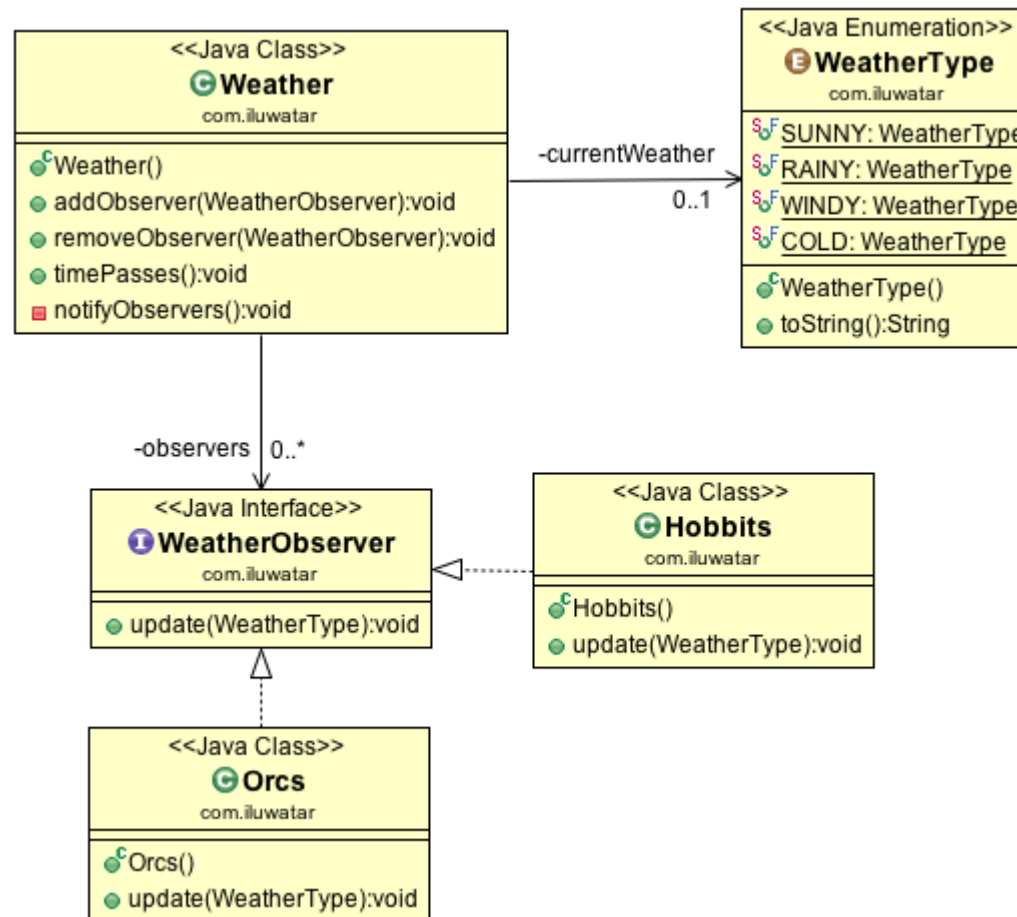 <<Java Class>>
Weather
com.iluwatar
Weather()
addObserver(WeatherObserver):void
removeObserver(WeatherObserver):void
timePasses():void
notifyObservers():void
-currentWeather
0..1
<<Java Enumeration>>
WeatherType
com.iluwatar
SUNNY: WeatherType
RAINY: WeatherType
WINDY: WeatherType
COLD: WeatherType
WeatherType()
toString():String
-observers 0..*
<<Java Interface>>
WeatherObserver
com.iluwatar
update(WeatherType):void
<<Java Class>>
Hobbits
com.iluwatar
Hobbits()
update(WeatherType):void
<<Java Class>>
Orcs
com.iluwatar
Orcs()
update(WeatherType):void